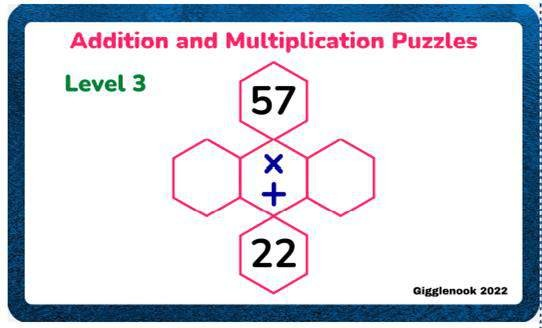 Addition and Multiplication Puzzles
Level 3
57
×
+
22
Gigglenook 2022